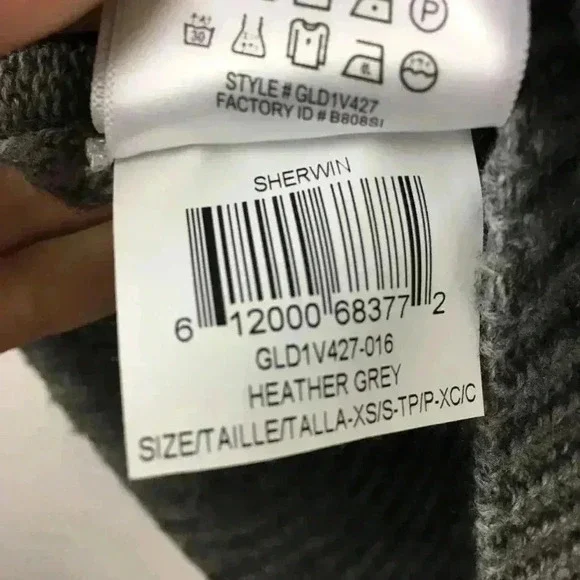 P
30
STYLE # GLD1V427
FACTORY ID # B808SI
SHERWIN
6 12000 68377 2
GLD1V427-016
HEATHER GREY
SIZE/TAILLE/TALLA-XS/S-TP/P-XC/C